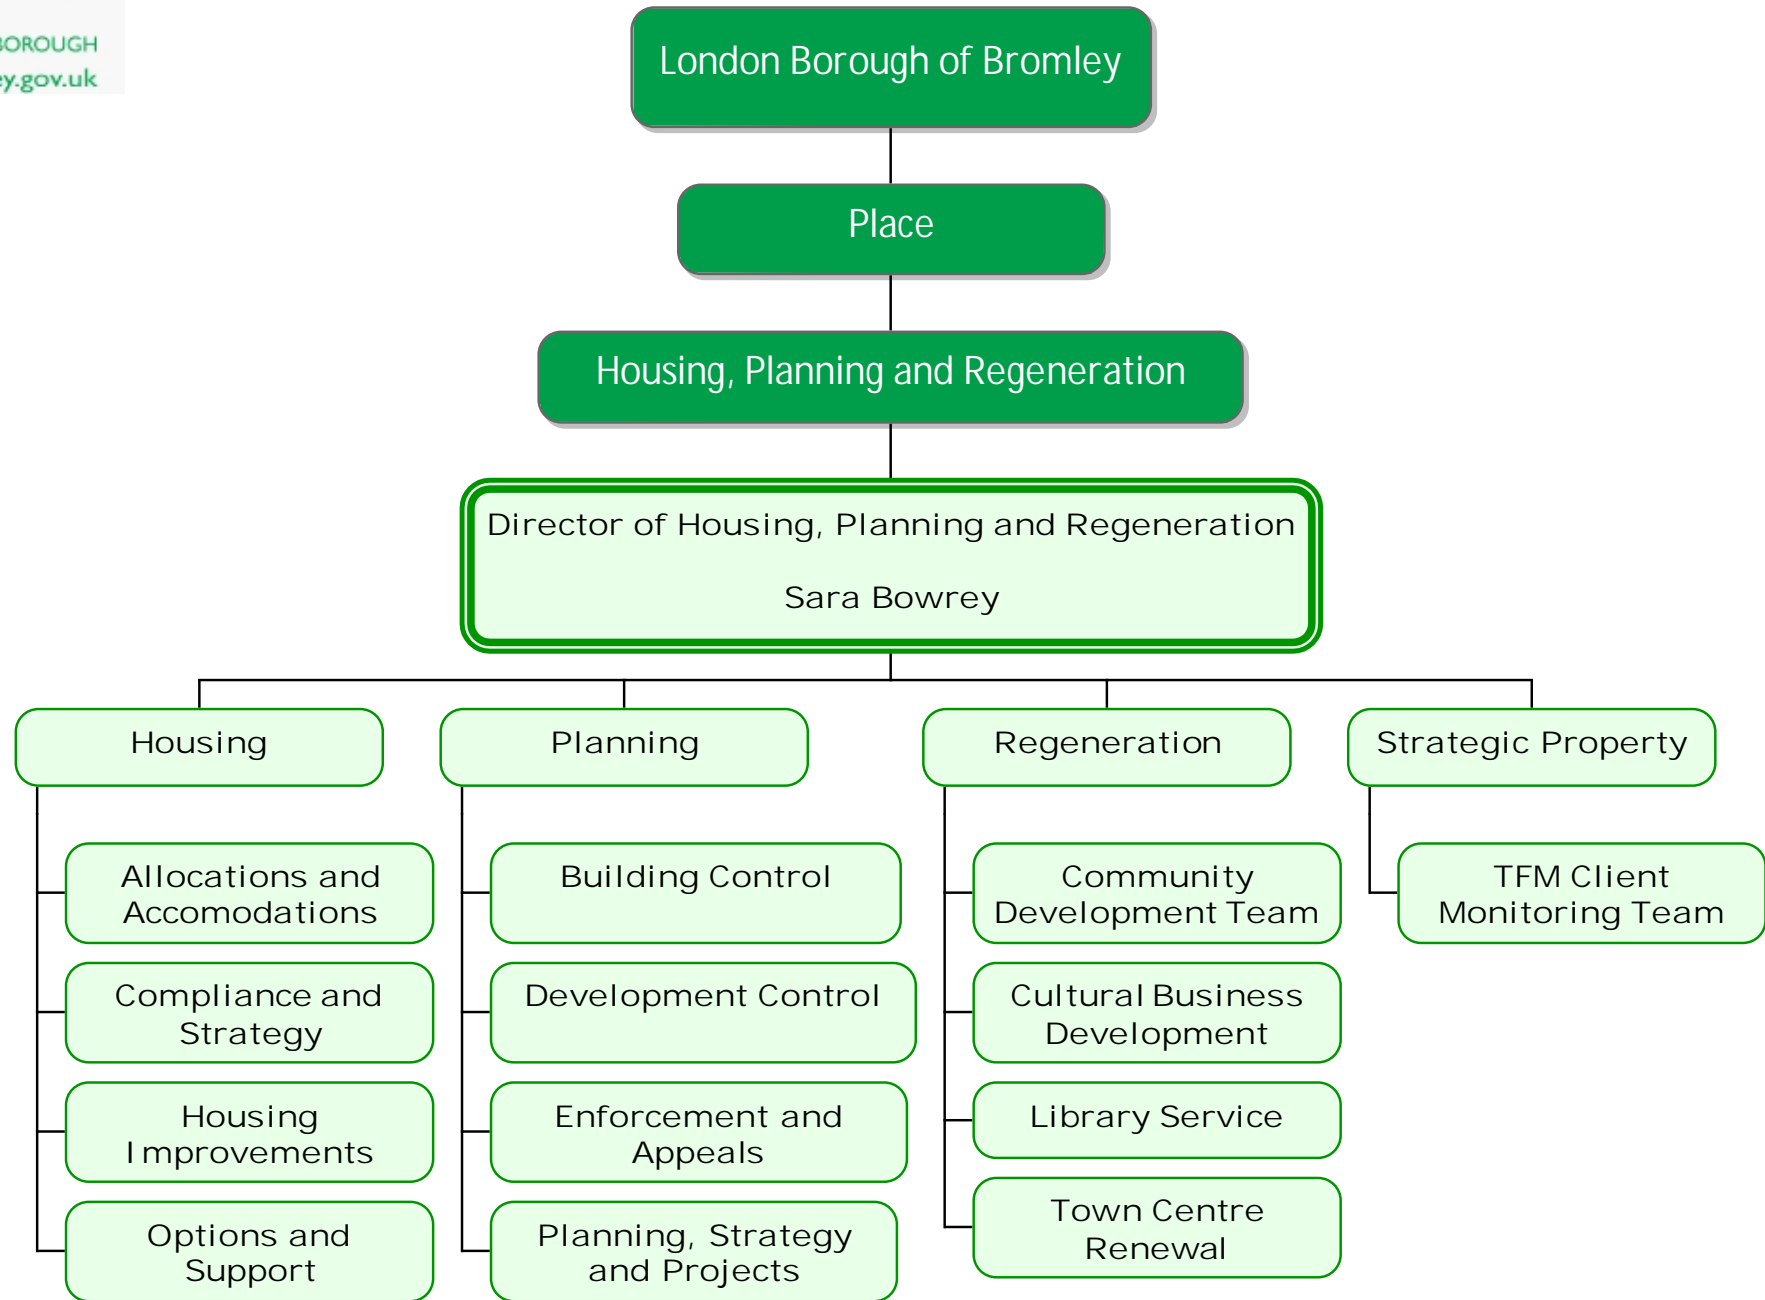 BOROUGH
ey.gov.uk
London Borough of Bromley
Place
Housing, Planning and Regeneration
Director of Housing, Planning and Regeneration
Sara Bowrey
Housing
Planning
Regeneration
Strategic Property
Allocations and
Accomodations
Compliance and
Strategy
Housing
Improvements
Options and
Support
Building Control
Development Control
Enforcement and
Appeals
Planning, Strategy
and Projects
Community
Development Team
Cultural Business
Development
Library Service
Town Centre
Renewal
TFM Client
Monitoring Team